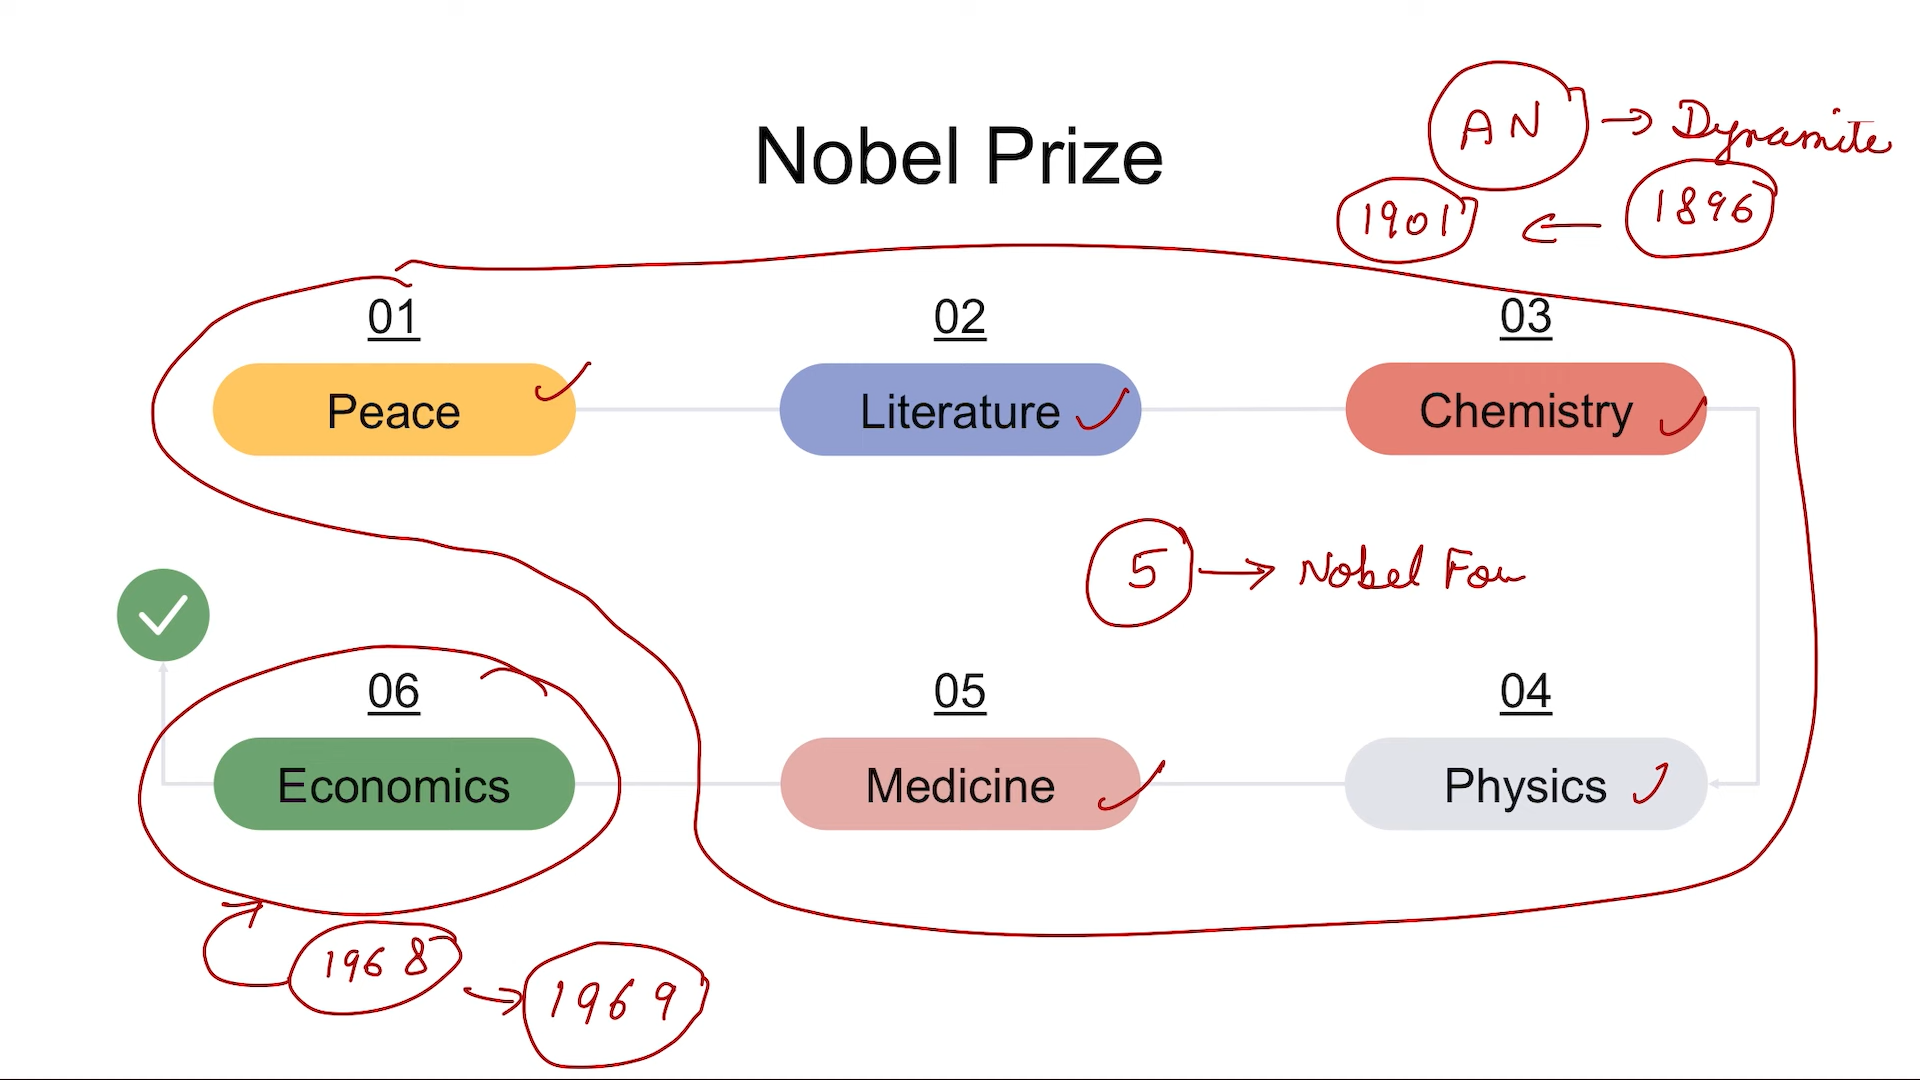 Nobel Prize
AN → Dynamite
1901 ← 1896
01 02 03
Peace Literature Chemistry
5 → Nobel Fou
06 05 04
Economics Medicine Physics
1968 → 1969